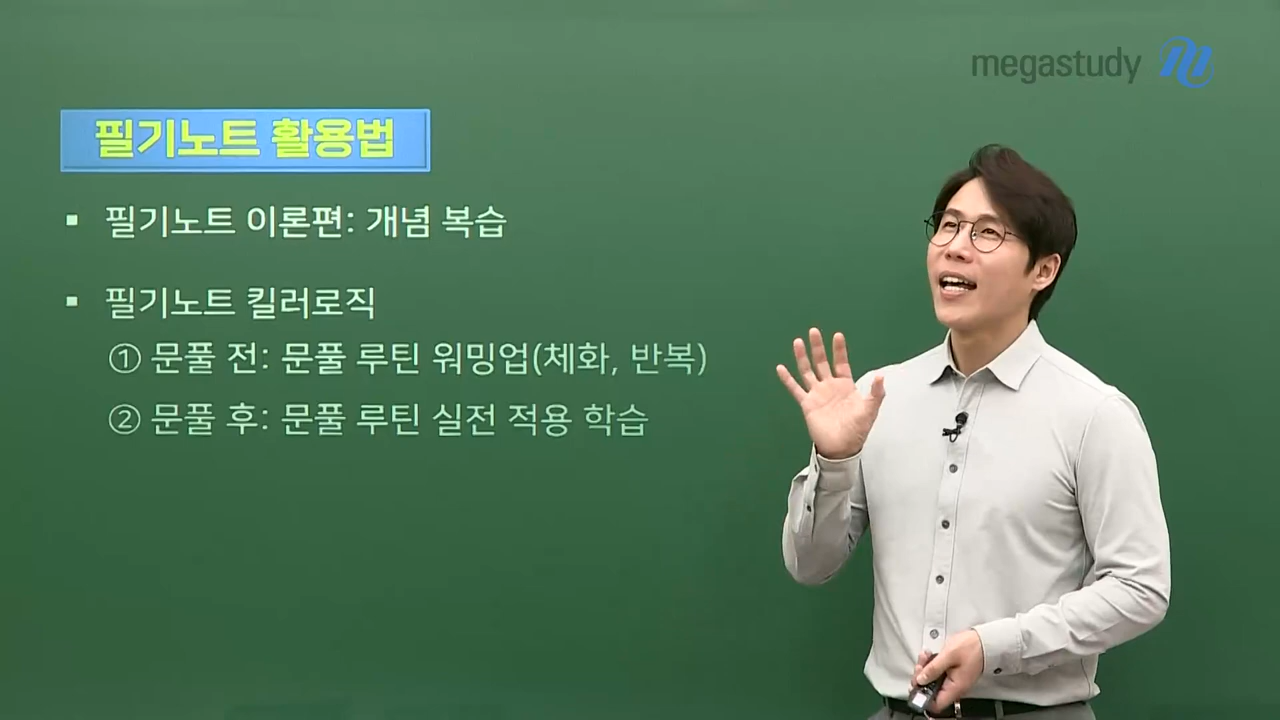 megastudy
필기노트 활용법
▪ 필기노트 이론편: 개념 복습
▪ 필기노트 킬러로직
① 문풀 전: 문풀 루틴 워밍업(체화, 반복)
② 문풀 후: 문풀 루틴 실전 적용 학습